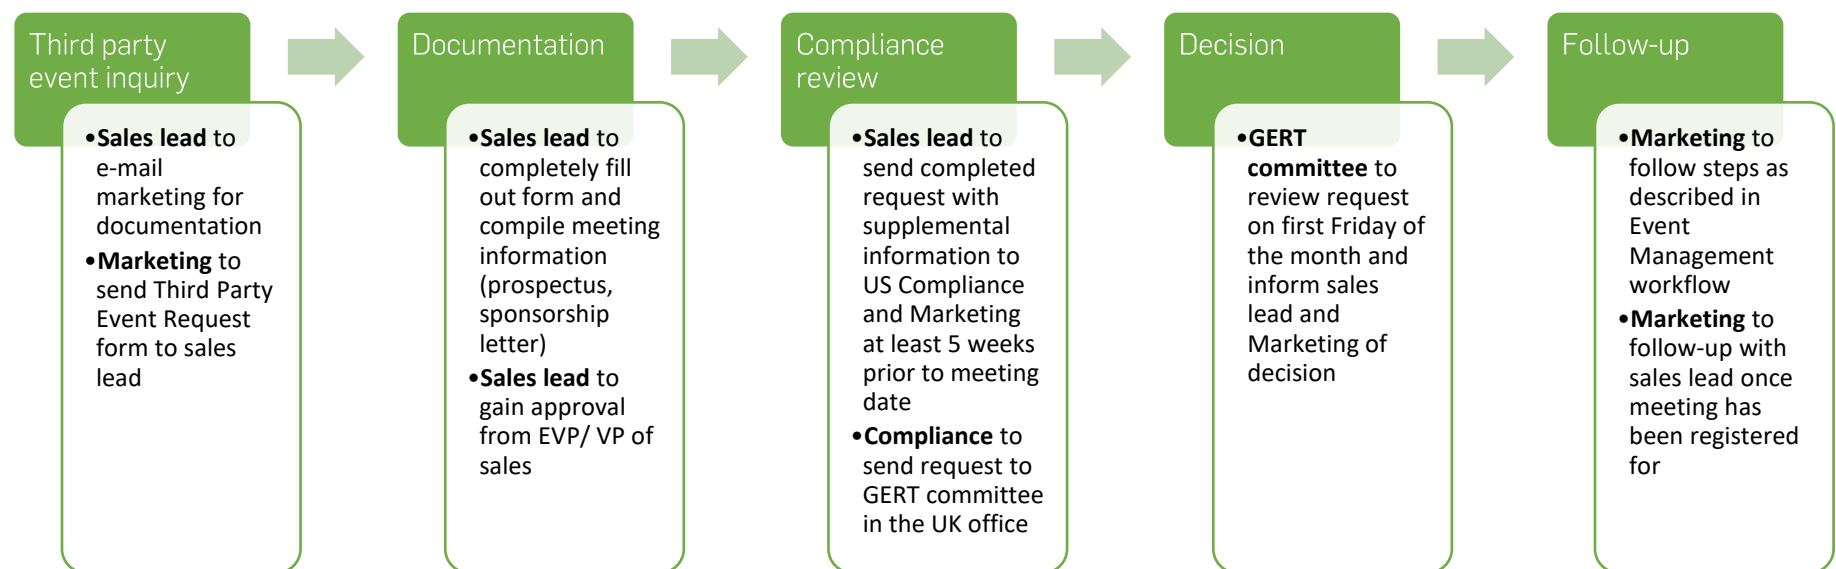 Third party
event inquiry
•Sales lead to
e-mail
marketing for
documentation
•Marketing to
send Third Party
Event Request
form to sales
lead
Documentation
•Sales lead to
completely fill
out form and
compile meeting
information
(prospectus,
sponsorship
letter)
•Sales lead to
gain approval
from EVP/ VP of
sales
Compliance
review
•Sales lead to
send completed
request with
supplemental
information to
US Compliance
and Marketing
at least 5 weeks
prior to meeting
date
•Compliance to
send request to
GERT committee
in the UK office
Decision
•GERT
committee to
review request
on first Friday of
the month and
inform sales
lead and
Marketing of
decision
Follow-up
•Marketing to
follow steps as
described in
Event
Management
workflow
•Marketing to
follow-up with
sales lead once
meeting has
been registered
for